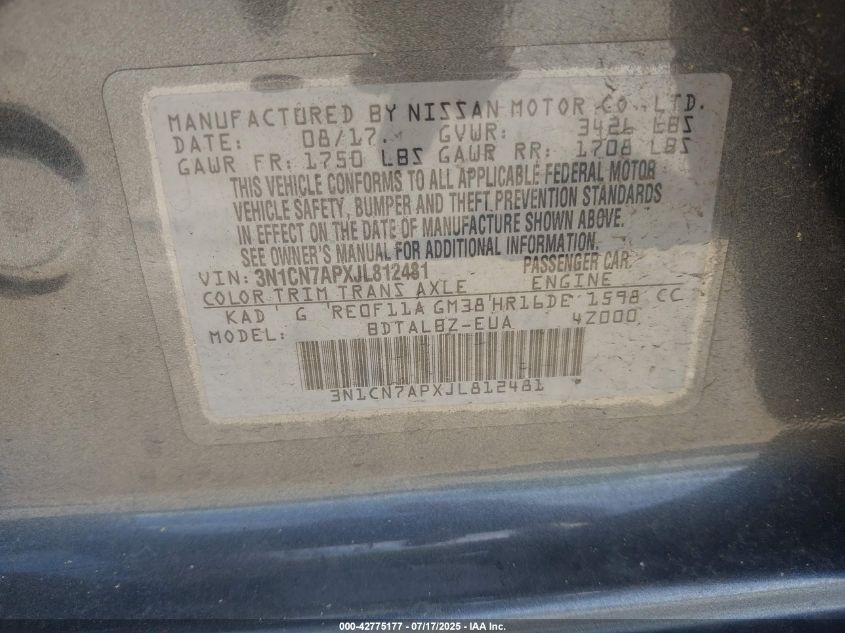 MANUFACTURED BY NISSAN MOTOR CO., LTD.
DATE: 08/17. GVWR: 3426 LBS
GAWR FR: 1750 LBS GAWR RR: 1708 LBS
THIS VEHICLE CONFORMS TO ALL APPLICABLE FEDERAL MOTOR
VEHICLE SAFETY, BUMPER AND THEFT PREVENTION STANDARDS
IN EFFECT ON THE DATE OF MANUFACTURE SHOWN ABOVE.
SEE OWNER'S MANUAL FOR ADDITIONAL INFORMATION.
VIN: 3N1CN7APXJL812481 PASSENGER CAR.
COLOR TRIM TRANS AXLE ENGINE
KAD G RE0F11A GM38 HR16DE 1598 CC
MODEL: BDTALBZ-EUA 42000
3N1CN7APXJL812481
000-42775177 - 07/17/2025 - IAA Inc.